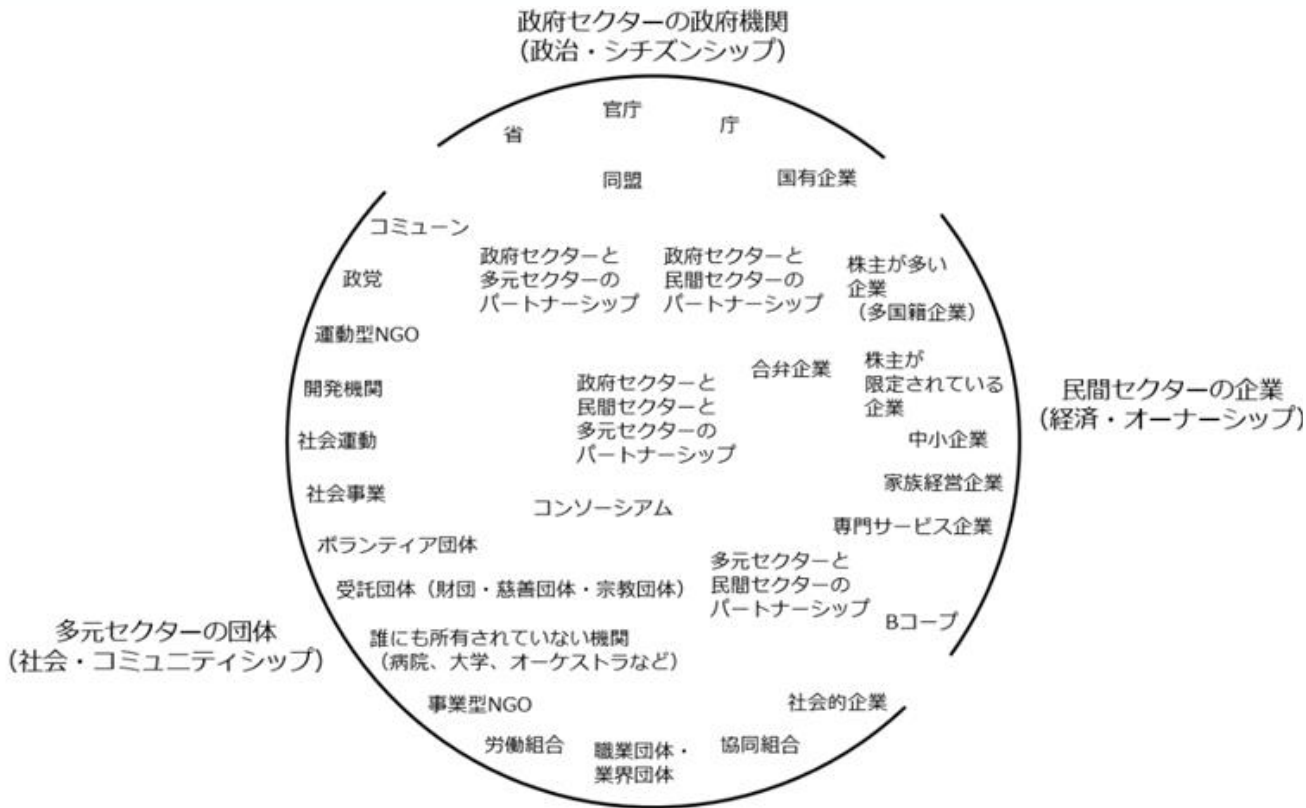 政府セクターの政府機関
（政治・シチズンシップ）
官庁
省
庁
同盟
国有企業
コミューン
政府セクターと
多元セクターの
パートナーシップ
政府セクターと
民間セクターの
パートナーシップ
株主が多い
企業
（多国籍企業）
政党
運動型NGO
合弁企業
株主が
限定されている
企業
開発機関
政府セクターと
民間セクターと
多元セクターの
パートナーシップ
民間セクターの企業
（経済・オーナーシップ）
社会運動
中小企業
社会事業
家族経営企業
コンソーシアム
専門サービス企業
ボランティア団体
多元セクターと
民間セクターの
パートナーシップ
受託団体（財団・慈善団体・宗教団体）
Bコープ
多元セクターの団体
（社会・コミュニティシップ）
誰にも所有されていない機関
（病院、大学、オーケストラなど）
事業型NGO
社会的企業
労働組合
職業団体・
業界団体
協同組合